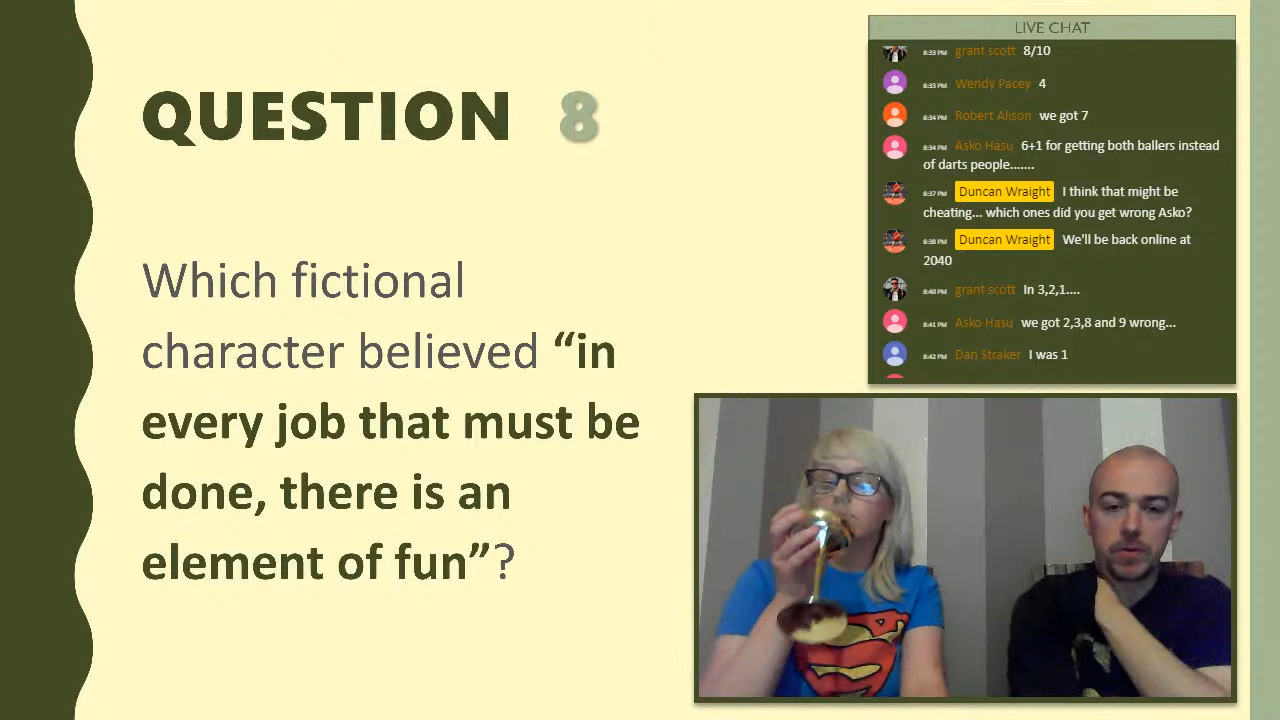 QUESTION 8
Which fictional
character believed “in
every job that must be
done, there is an
element of fun”?
LIVE CHAT
8:33 PM grant scott 8/10
8:33 PM Wendy Pacey 4
8:34 PM Robert Alison we got 7
8:34 PM Asko Hasu 6+1 for getting both ballers instead
of darts people.......
8:37 PM Duncan Wraight I think that might be
cheating... which ones did you get wrong Asko?
8:38 PM Duncan Wraight We'll be back online at
2040
8:40 PM grant scott In 3,2,1....
8:41 PM Asko Hasu we got 2,3,8 and 9 wrong...
8:42 PM Dan Straker I was 1